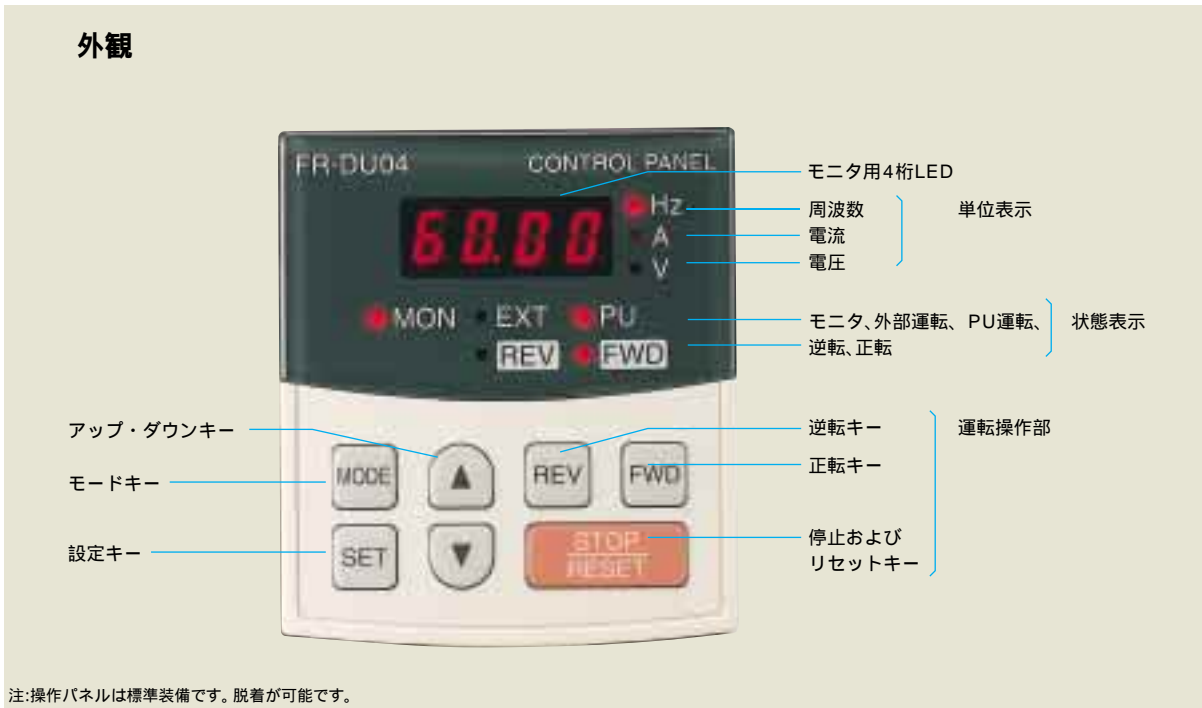 外観
FR-DU04 CONTROL PANEL
60.00
Hz
A
V
MON EXT PU
REV FWD
モニタ用4桁LED
周波数
電流
電圧
単位表示
モニタ、外部運転、PU運転、
逆転、正転
状態表示
アップ・ダウンキー
モードキー
設定キー
MODE
REV
FWD
SET
STOP
RESET
逆転キー
正転キー
停止および
リセットキー
運転操作部
注:操作パネルは標準装備です。脱着が可能です。